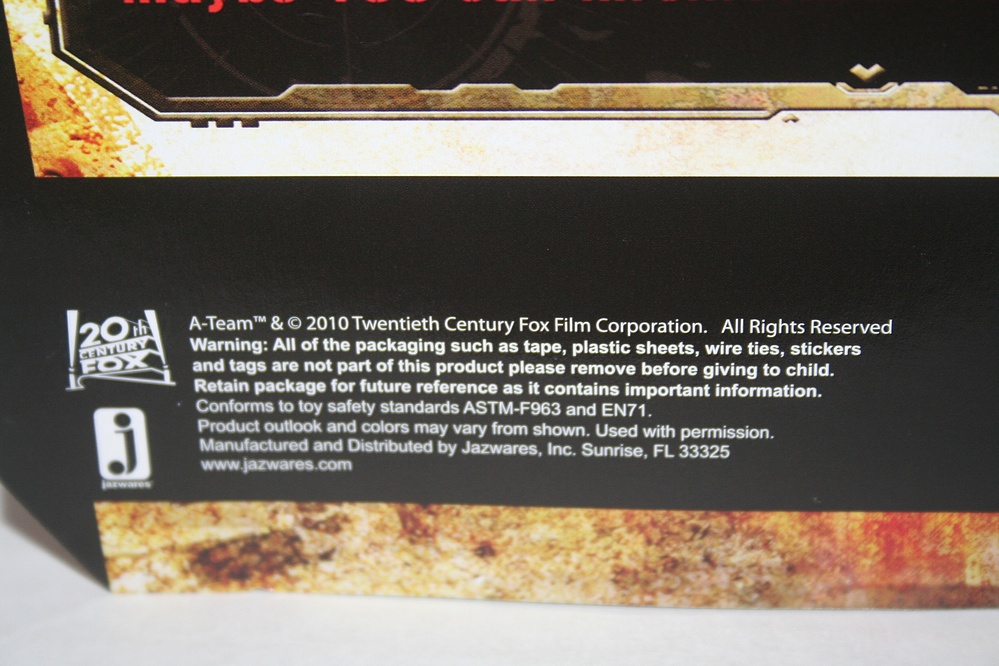 maybe YOU can
20th
CENTURY
FOX
A-Team™ & © 2010 Twentieth Century Fox Film Corporation. All Rights Reserved
Warning: All of the packaging such as tape, plastic sheets, wire ties, stickers
and tags are not part of this product please remove before giving to child.
Retain package for future reference as it contains important information.
Conforms to toy safety standards ASTM-F963 and EN71.
Product outlook and colors may vary from shown. Used with permission.
Manufactured and Distributed by Jazwares, Inc. Sunrise, FL 33325
www.jazwares.com
j
jazwares